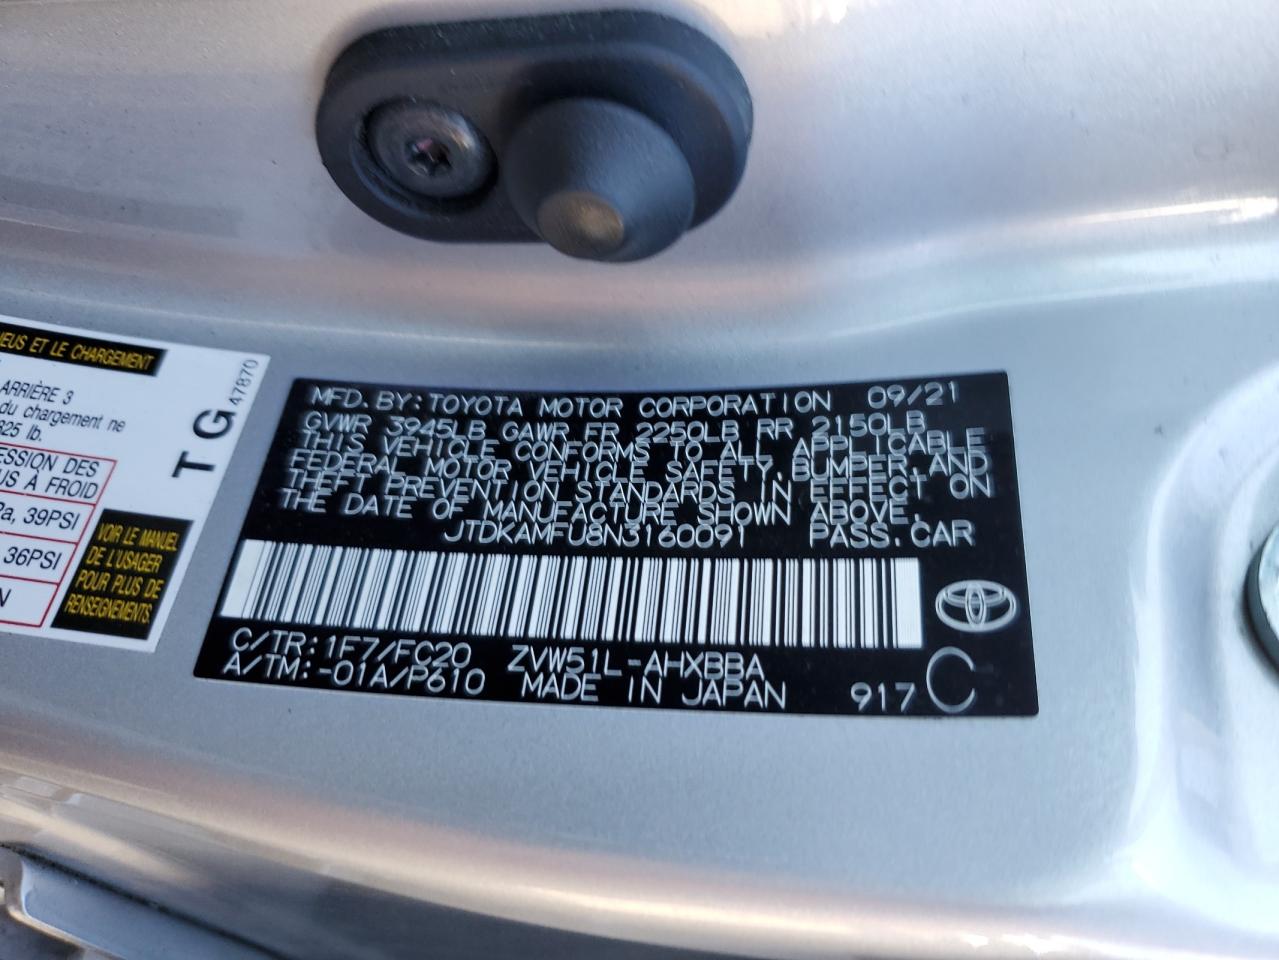 NEUS ET LE CHARGEMENT
ARRIÈRE 3
du chargement ne
825 lb.
ESSION DES
US À FROID
Pa, 39PSI
36PSI
N
VOIR LE MANUEL
DE L'USAGER
POUR PLUS DE
RENSEIGNEMENTS.
T G
47870
MFD. BY: TOYOTA MOTOR CORPORATION 09/21
GVWR 3945LB GAWR FR 2250LB RR 2150LB
THIS VEHICLE CONFORMS TO ALL APPLICABLE
FEDERAL MOTOR VEHICLE SAFETY, BUMPER, AND
THEFT PREVENTION STANDARDS IN EFFECT ON
THE DATE OF MANUFACTURE SHOWN ABOVE.
JTDKAMFU8N3160091 PASS. CAR
C/TR: 1F7/FC20 ZVW51L-AHXBBA
A/TM: -01A/P610 MADE IN JAPAN 917 C